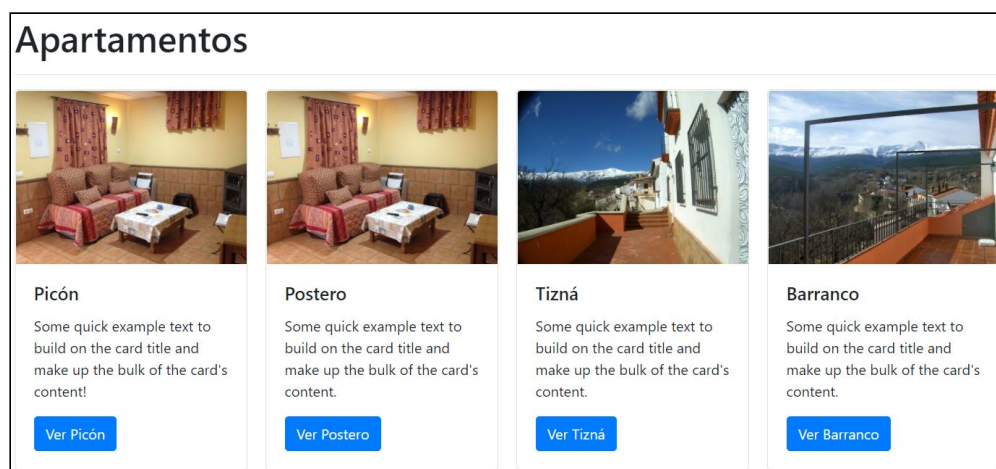 Apartamentos
Picón
Some quick example text to
build on the card title and
make up the bulk of the card's
content!
Ver Picón
Postero
Some quick example text to
build on the card title and
make up the bulk of the card's
content.
Ver Postero
Tizná
Some quick example text to
build on the card title and
make up the bulk of the card's
content.
Ver Tizná
Barranco
Some quick example text to
build on the card title and
make up the bulk of the card's
content.
Ver Barranco